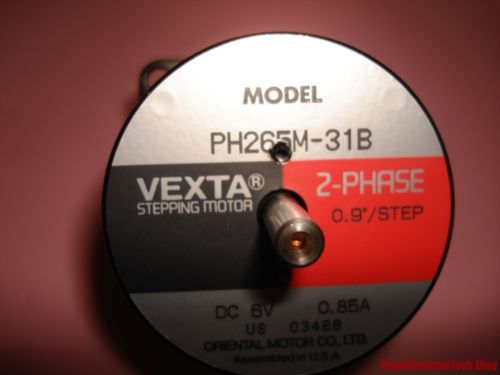 MODEL
PH265M-31B
VEXTA® 2-PHASE
STEPPING MOTOR 0.9°/STEP
DC 6V 0.85A
US 03468
ORIENTAL MOTOR CO., LTD.
Assembled in U.S.A.